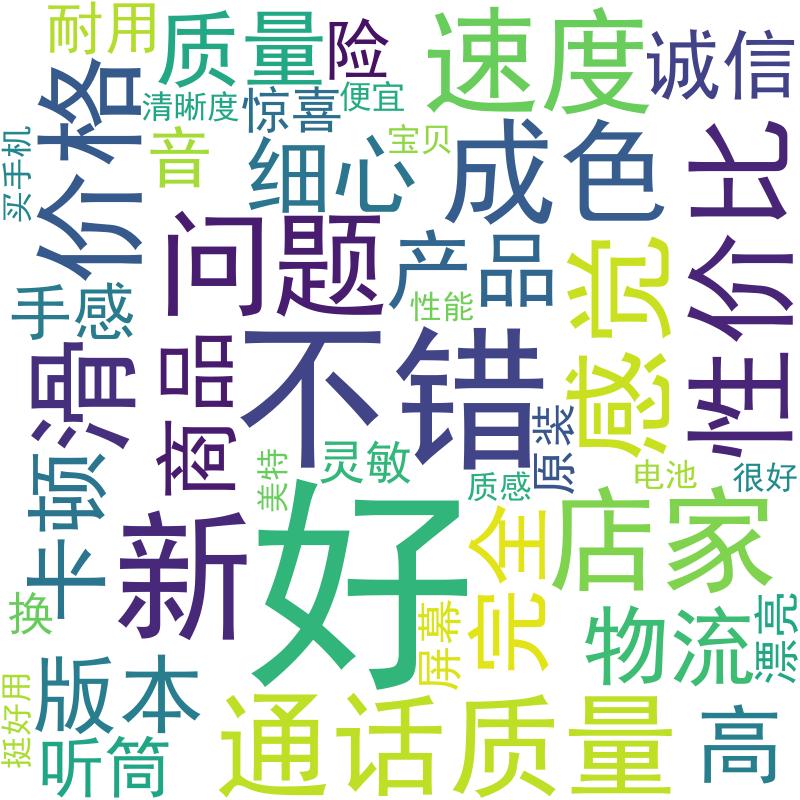 耐用
质量
险
速度
诚信
价格
清晰度
惊喜
便宜
音
宝贝
细心
成色
性价比
买手机
问题
产品
感觉
手感
性能
滑
商品
不错
原装
卡顿
美特
灵敏
质感
电池
很好
新
好
完全
店家
换
屏幕
物流
漂亮
版本
挺好用
听筒
通话质量
高